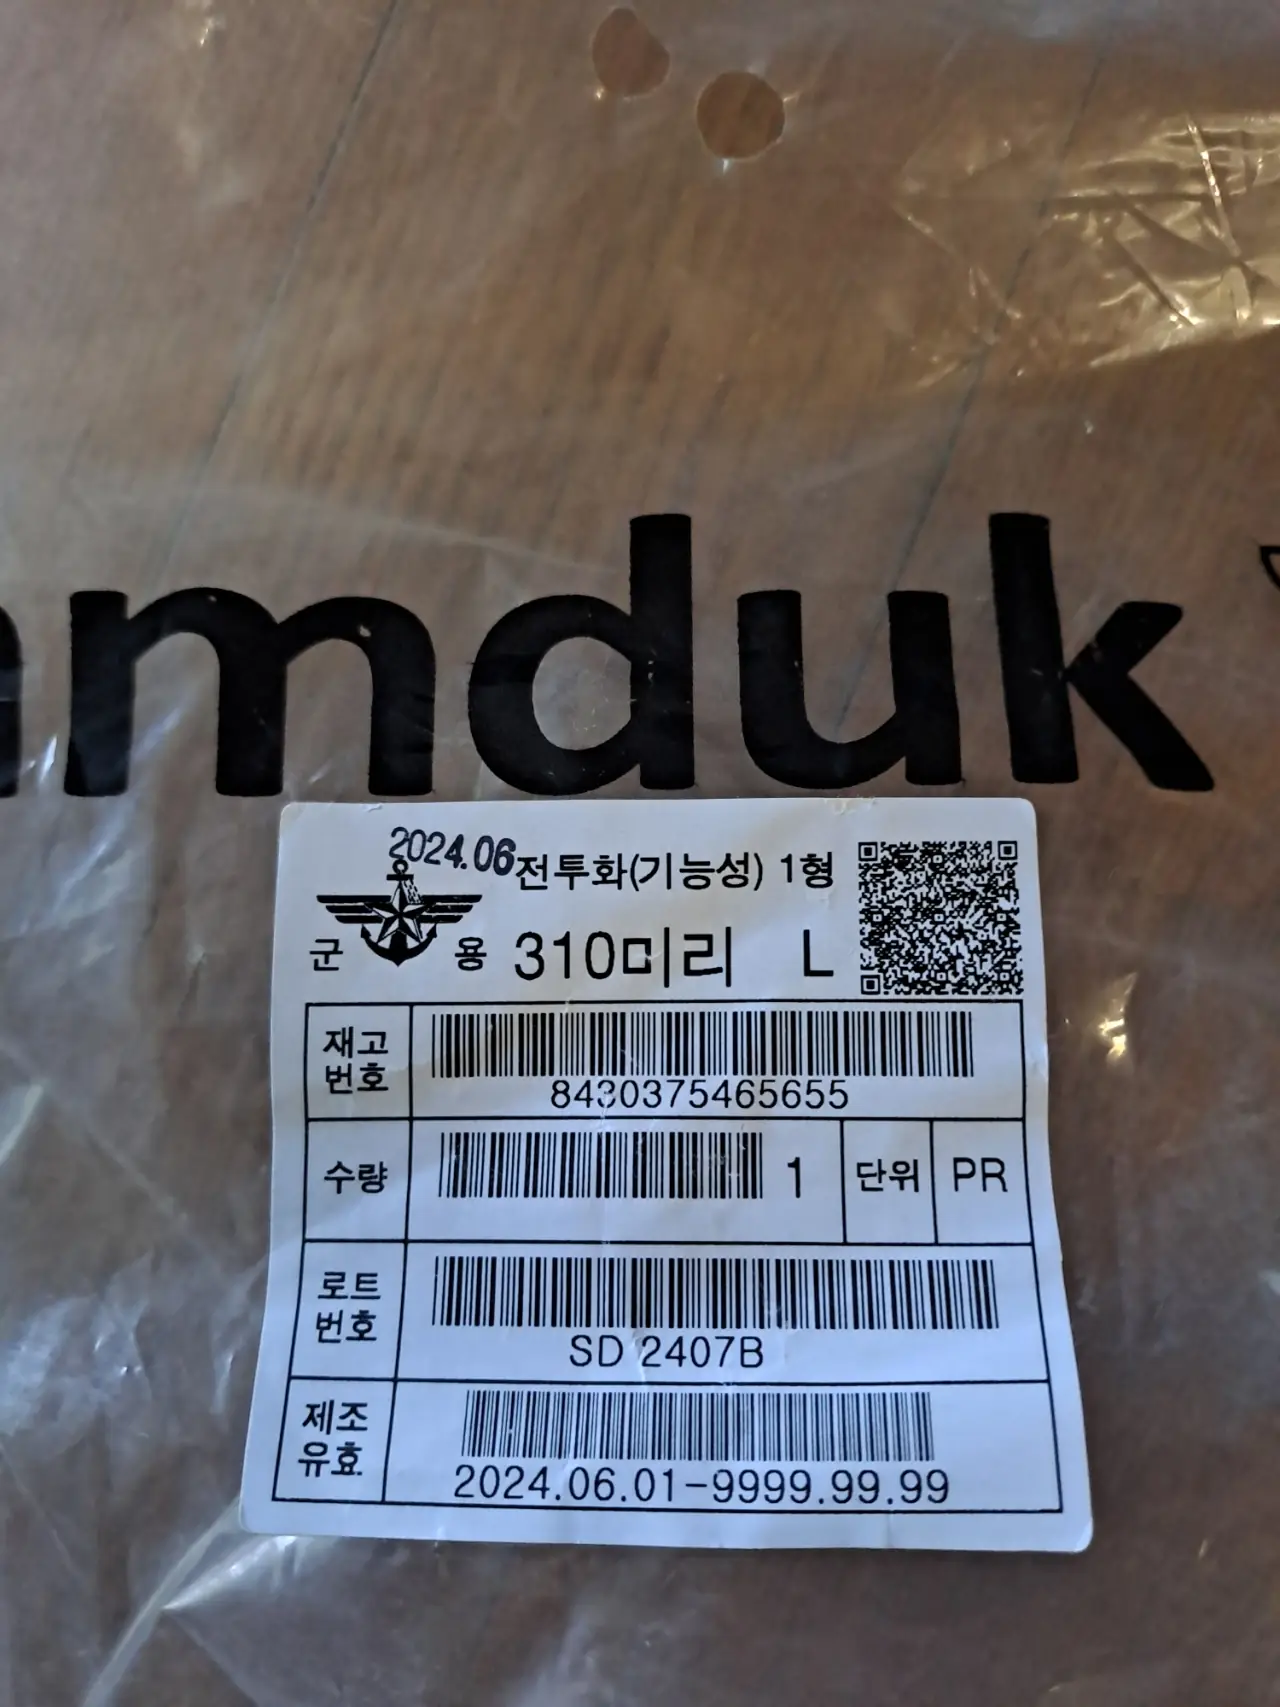 mduk
2024.06
전투화(기능성) 1형
군 용 310미리 L
재고
번호
8430375465655
수량 1 단위 PR
로트
번호
SD 2407B
제조
유효
2024.06.01-9999.99.99